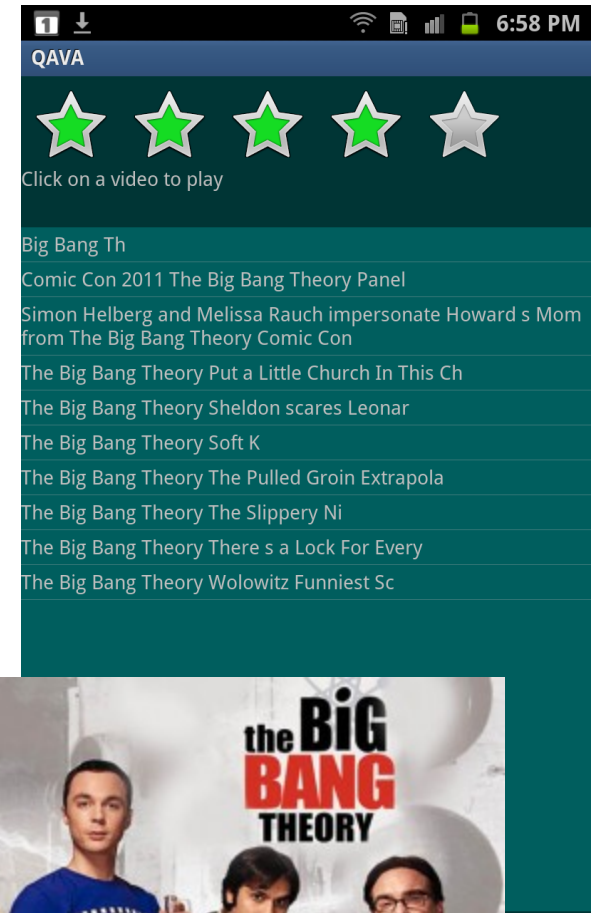 1 6:58 PM
QAVA
Click on a video to play
Big Bang Th
Comic Con 2011 The Big Bang Theory Panel
Simon Helberg and Melissa Rauch impersonate Howard s Mom
from The Big Bang Theory Comic Con
The Big Bang Theory Put a Little Church In This Ch
The Big Bang Theory Sheldon scares Leonar
The Big Bang Theory Soft K
The Big Bang Theory The Pulled Groin Extrapola
The Big Bang Theory The Slippery Ni
The Big Bang Theory There s a Lock For Every
The Big Bang Theory Wolowitz Funniest Sc
the BiG
BANG
THEORY